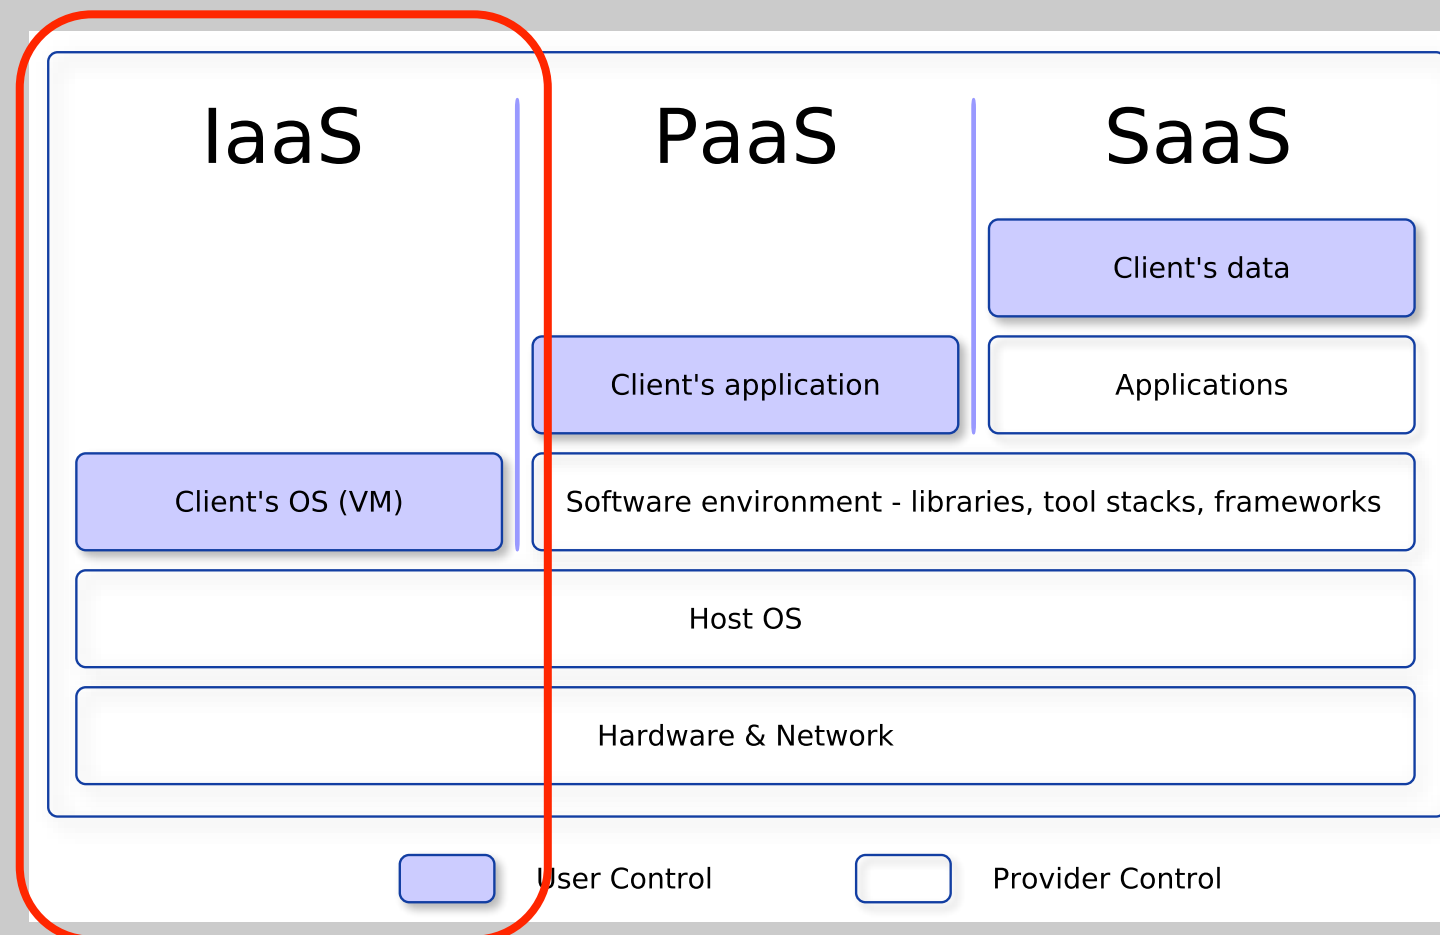 IaaS
PaaS
SaaS
Client's data
Client's application
Applications
Client's OS (VM)
Software environment - libraries, tool stacks, frameworks
Host OS
Hardware & Network
User Control
Provider Control